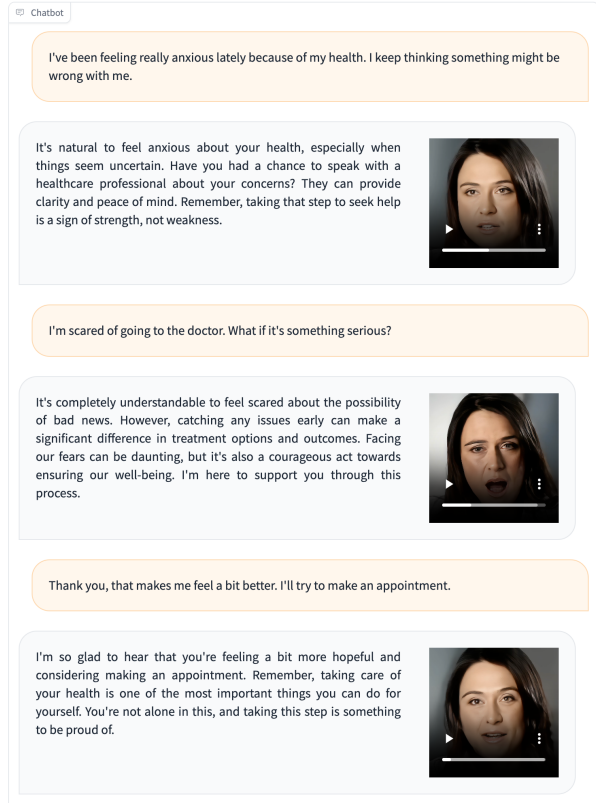 Chatbot
I've been feeling really anxious lately because of my health. I keep thinking something might be
wrong with me.
It's natural to feel anxious about your health, especially when
things seem uncertain. Have you had a chance to speak with a
healthcare professional about your concerns? They can provide
clarity and peace of mind. Remember, taking that step to seek help
is a sign of strength, not weakness.
I'm scared of going to the doctor. What if it's something serious?
It's completely understandable to feel scared about the possibility
of bad news. However, catching any issues early can make a
significant difference in treatment options and outcomes. Facing
our fears can be daunting, but it's also a courageous act towards
ensuring our well-being. I'm here to support you through this
process.
Thank you, that makes me feel a bit better. I'll try to make an appointment.
I'm so glad to hear that you're feeling a bit more hopeful and
considering making an appointment. Remember, taking care of
your health is one of the most important things you can do for
yourself. You're not alone in this, and taking this step is something
to be proud of.